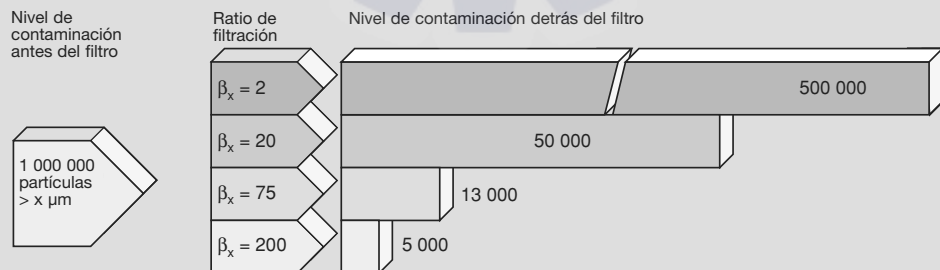 Nivel de
contaminación
antes del filtro
Ratio de
filtración
Nivel de contaminación detrás del filtro
1 000 000
partículas
> x µm
βx = 2
500 000
βx = 20
50 000
βx = 75
13 000
βx = 200
5 000